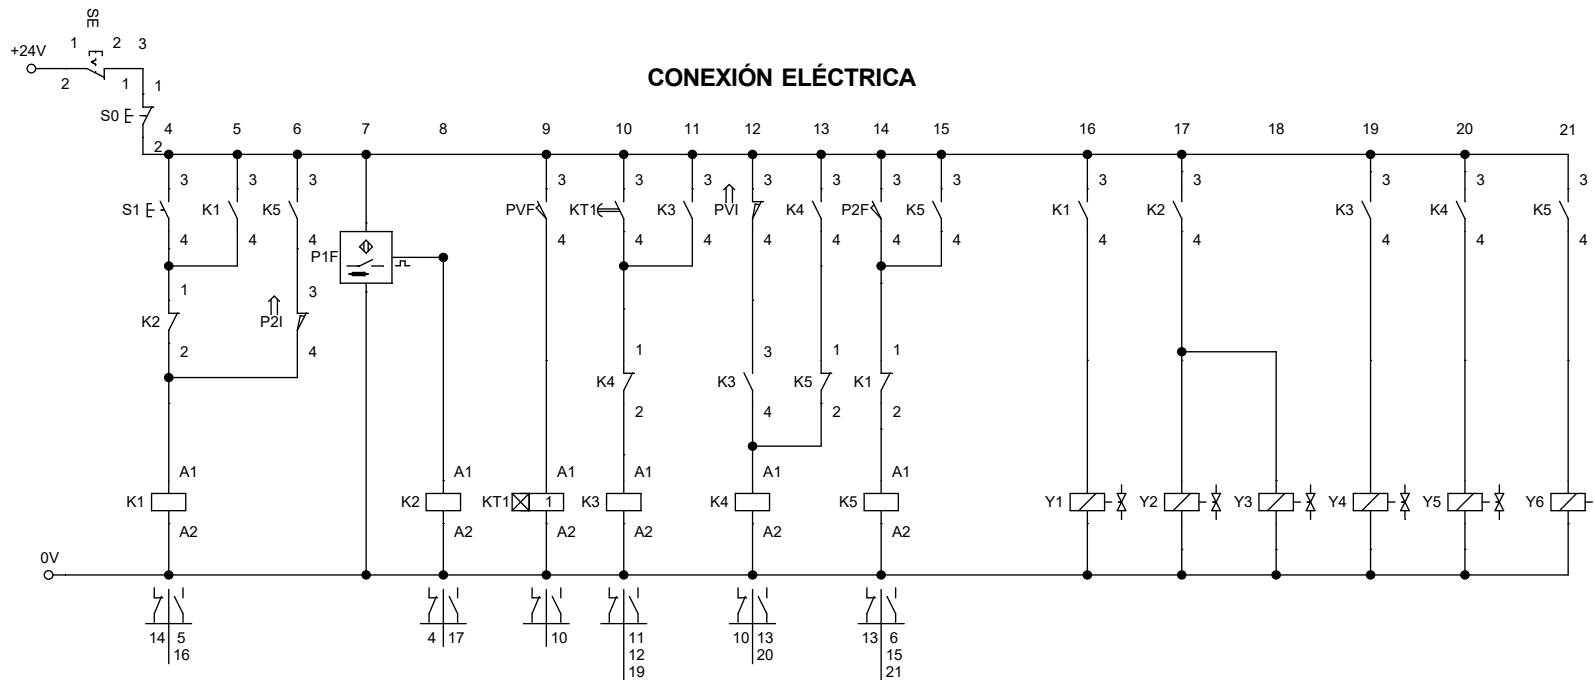 SE
1 2 3
+24V
2 1 1
CONEXIÓN ELÉCTRICA
S0
2
4 5 6 7 8 9 10 11 12 13 14 15 16 17 18 19 20 21
3 3 3 3 3 3 3 3 3 3 3 3 3 3 3 3
S1 K1 K5 PVF KT1 K3 PVI K4 P2F K5 K1 K2 K3 K4 K5
4 4 4 4 4 4 4 4 4 4 4 4 4 4 4
P1F
1 3
K2 P2I
2 4
1 3 1 1
K4 K3 K5 K1
2 4 2 2
A1 A1 A1 A1 A1 A1
K1 K2 KT1 1 K3 K4 K5 Y1 Y2 Y3 Y4 Y5 Y6
A2 A2 A2 A2 A2 A2
0V
14 5 4 17 10 11 10 13 13 6
16 12 20 15
19 21